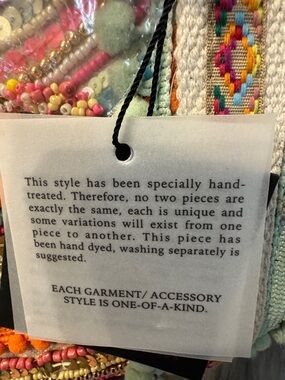 This style has been specially hand-
treated. Therefore, no two pieces are
exactly the same, each is unique and
some variations will exist from one
piece to another. This piece has
been hand dyed, washing separately is
suggested.
EACH GARMENT/ ACCESSORY
STYLE IS ONE-OF-A-KIND.